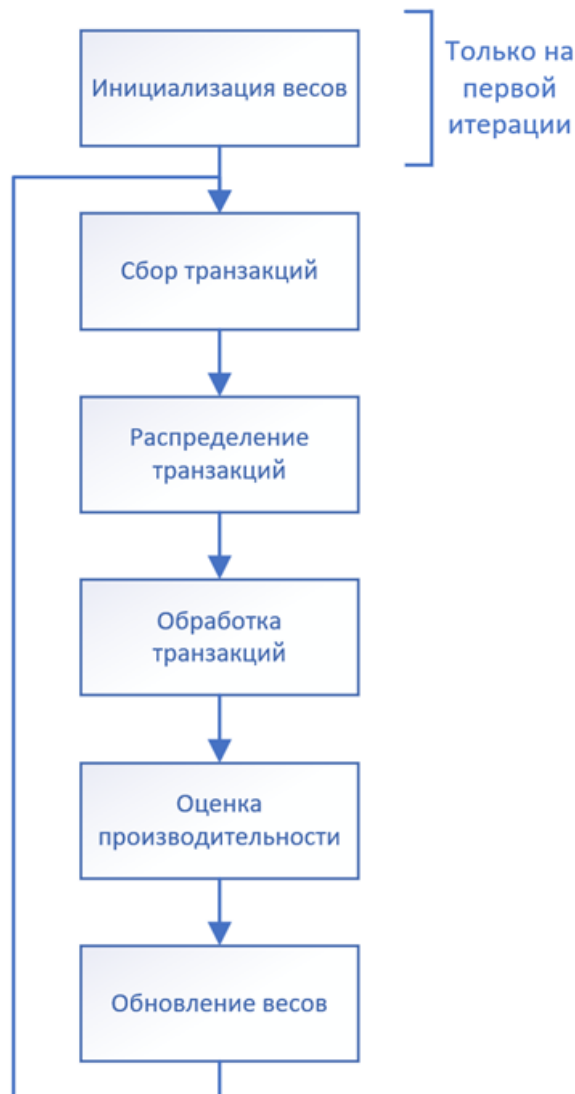 Инициализация весов
Только на
первой
итерации
Сбор транзакций
Распределение
транзакций
Обработка
транзакций
Оценка
производительности
Обновление весов